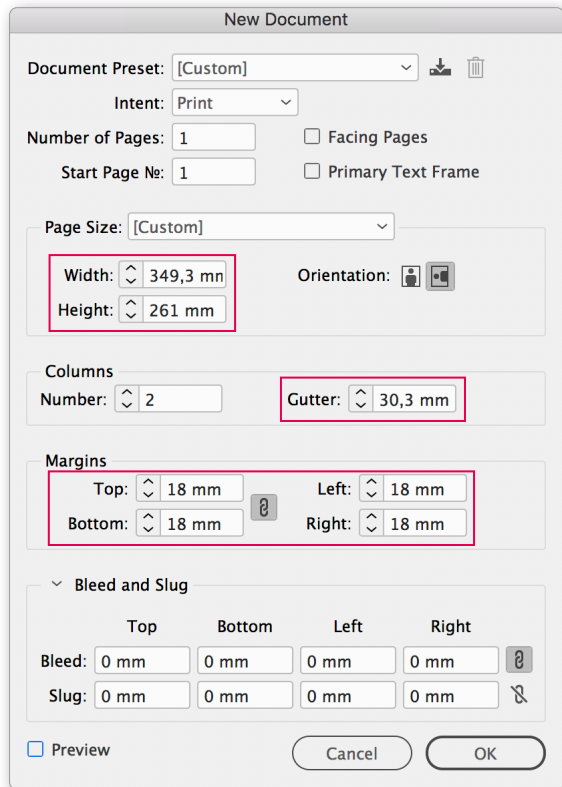 New Document
Document Preset: [Custom]
Intent: Print
Number of Pages: 1 Facing Pages
Start Page №: 1 Primary Text Frame
Page Size: [Custom]
Width: 349,3 mm Orientation:
Height: 261 mm
Columns
Number: 2 Gutter: 30,3 mm
Margins
Top: 18 mm Left: 18 mm
Bottom: 18 mm Right: 18 mm
Bleed and Slug
Top Bottom Left Right
Bleed: 0 mm 0 mm 0 mm 0 mm
Slug: 0 mm 0 mm 0 mm 0 mm
Preview Cancel OK